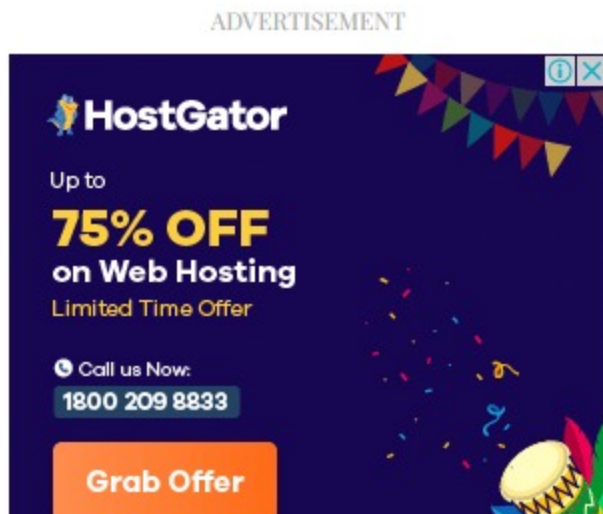 ADVERTISEMENT
HostGator
Up to
75% OFF
on Web Hosting
Limited Time Offer
Call us Now:
1800 209 8833
Grab Offer